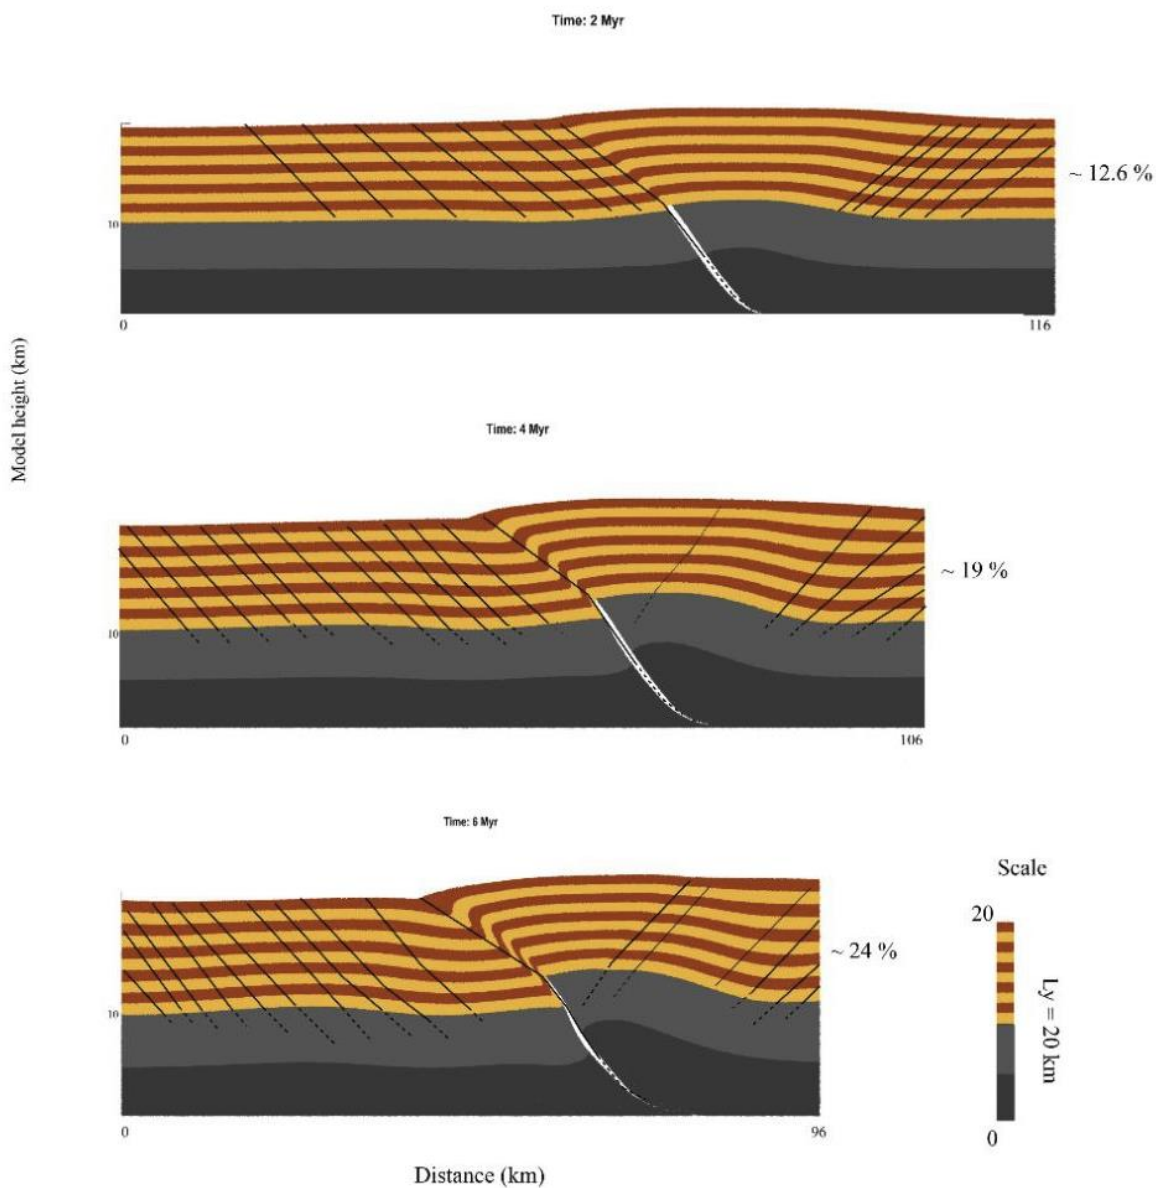 Time: 2 Myr
10
~ 12.6 %
0
116
Model height (km)
Time: 4 Myr
10
~ 19 %
0
106
Time: 6 Myr
10
~ 24 %
0
96
Scale
20
Ly = 20 km
0
Distance (km)